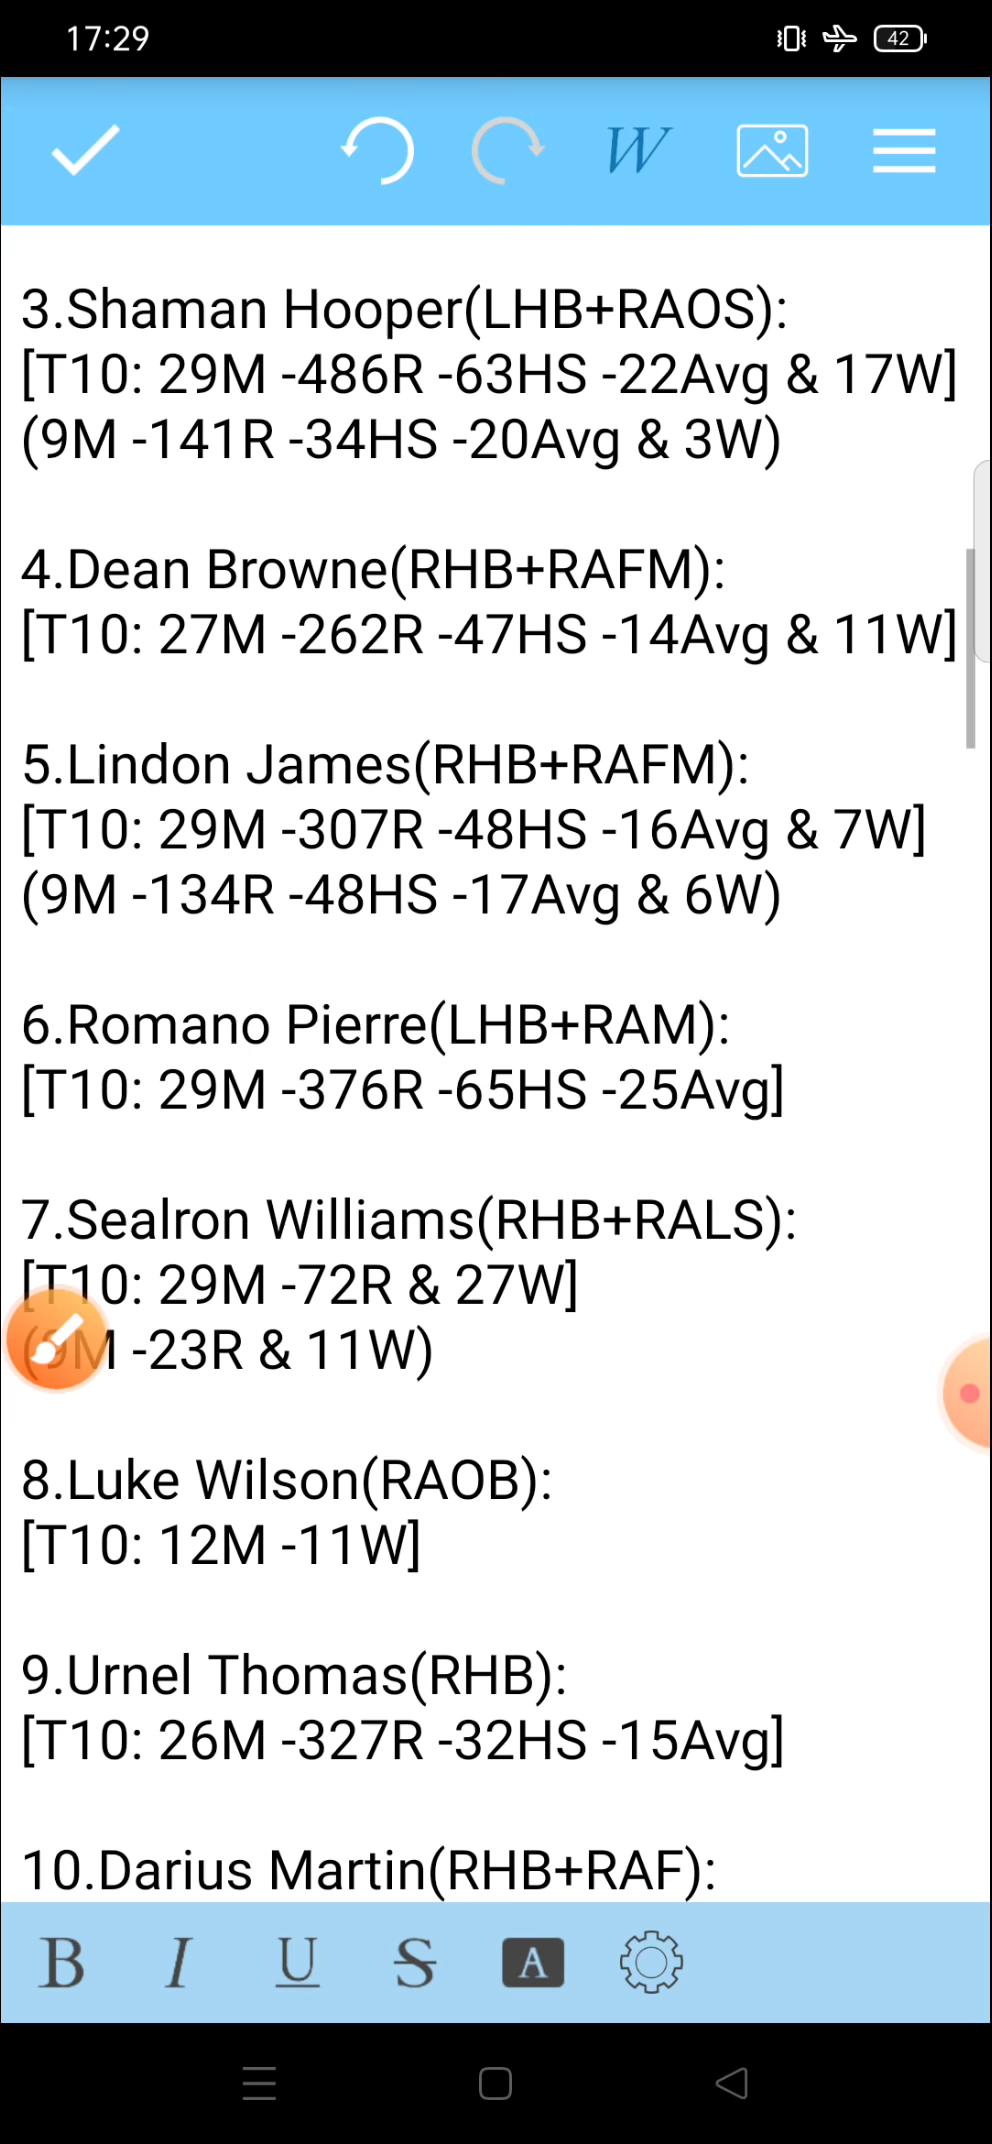 17:29
42
W
3.Shaman Hooper(LHB+RAOS):
[T10: 29M -486R -63HS -22Avg & 17W]
(9M -141R -34HS -20Avg & 3W)
4.Dean Browne(RHB+RAFM):
[T10: 27M -262R -47HS -14Avg & 11W]
5.Lindon James(RHB+RAFM):
[T10: 29M -307R -48HS -16Avg & 7W]
(9M -134R -48HS -17Avg & 6W)
6.Romano Pierre(LHB+RAM):
[T10: 29M -376R -65HS -25Avg]
7.Sealron Williams(RHB+RALS):
[T10: 29M -72R & 27W]
(9M -23R & 11W)
8.Luke Wilson(RAOB):
[T10: 12M -11W]
9.Urnel Thomas(RHB):
[T10: 26M -327R -32HS -15Avg]
10.Darius Martin(RHB+RAF):
B I U S A